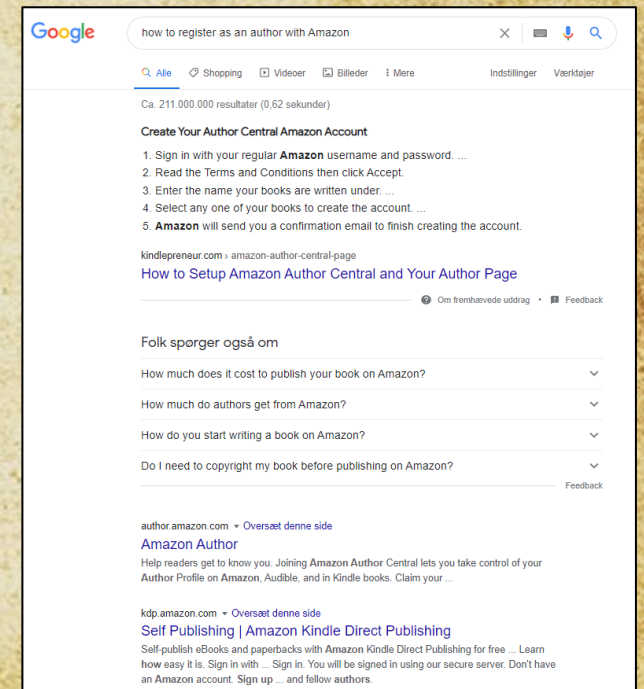 Google
how to register as an author with Amazon
Alle Shopping Videoer Billeder Mere Indstillinger Værktøjer
Ca. 211.000.000 resultater (0,62 sekunder)
Create Your Author Central Amazon Account
1. Sign in with your regular Amazon username and password. ...
2. Read the Terms and Conditions then click Accept.
3. Enter the name your books are written under. ...
4. Select any one of your books to create the account. ...
5. Amazon will send you a confirmation email to finish creating the account.
kindlepreneur.com › amazon-author-central-page
How to Setup Amazon Author Central and Your Author Page
Om fremhævede uddrag • Feedback
Folk spørger også om
How much does it cost to publish your book on Amazon?
How much do authors get from Amazon?
How do you start writing a book on Amazon?
Do I need to copyright my book before publishing on Amazon?
Feedback
author.amazon.com Oversæt denne side
Amazon Author
Help readers get to know you. Joining Amazon Author Central lets you take control of your
Author Profile on Amazon, Audible, and in Kindle books. Claim your ...
kdp.amazon.com Oversæt denne side
Self Publishing | Amazon Kindle Direct Publishing
Self-publish eBooks and paperbacks with Amazon Kindle Direct Publishing for free ... Learn
how easy it is. Sign in with ... Sign in. You will be signed in using our secure server. Don't have
an Amazon account. Sign up ... and fellow authors.